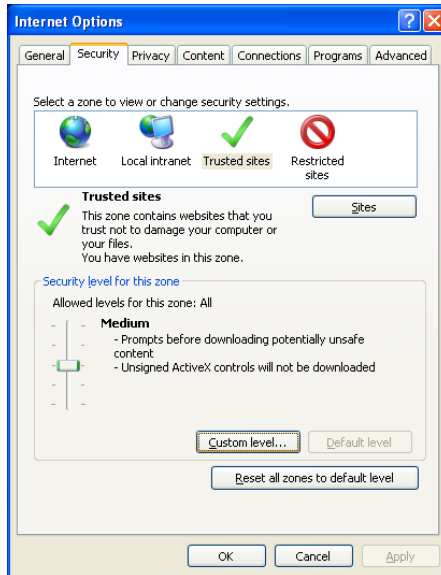 Internet Options
General Security Privacy Content Connections Programs Advanced
Select a zone to view or change security settings.
Internet Local intranet Trusted sites Restricted
sites
Trusted sites
Sites
This zone contains websites that you
trust not to damage your computer or
your files.
You have websites in this zone.
Security level for this zone
Allowed levels for this zone: All
Medium
- Prompts before downloading potentially unsafe
content
- Unsigned ActiveX controls will not be downloaded
Custom level... Default level
Reset all zones to default level
OK Cancel Apply